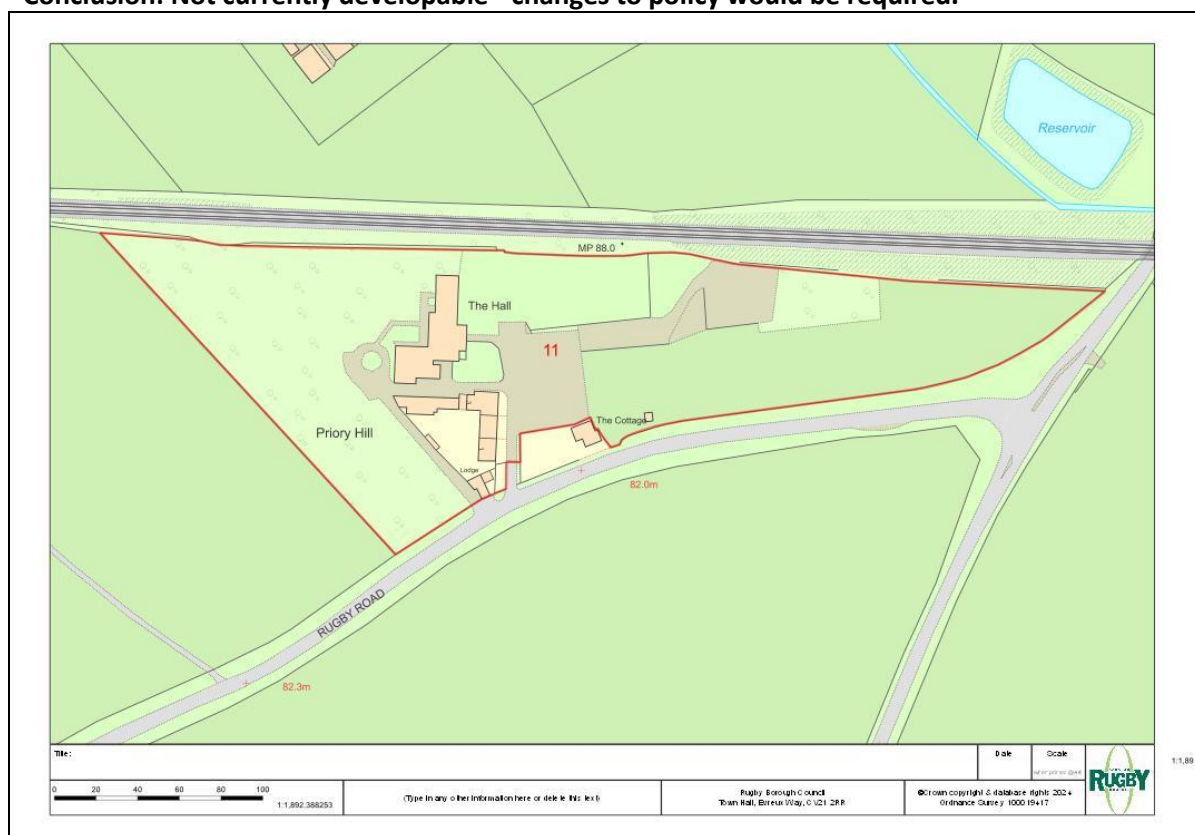 Conclusion: Not currently developable - changes to policy would be required.
Reservoir
MP 88.0
The Hall
11
Priory Hill
The Cottage
Lodge
82.0m
RUGBY ROAD
82.3m
Title:
Date
Scale
when printed @A4
0 20 40 60 80 100
1:1,892.388253
(Type in any other information here or delete this text)
Rugby Borough Council
Town Hall, Evreux Way, CV21 2RR
©Crown copyright & database rights 2024
Ordnance Survey 100019417
RUGBY
1:1,89